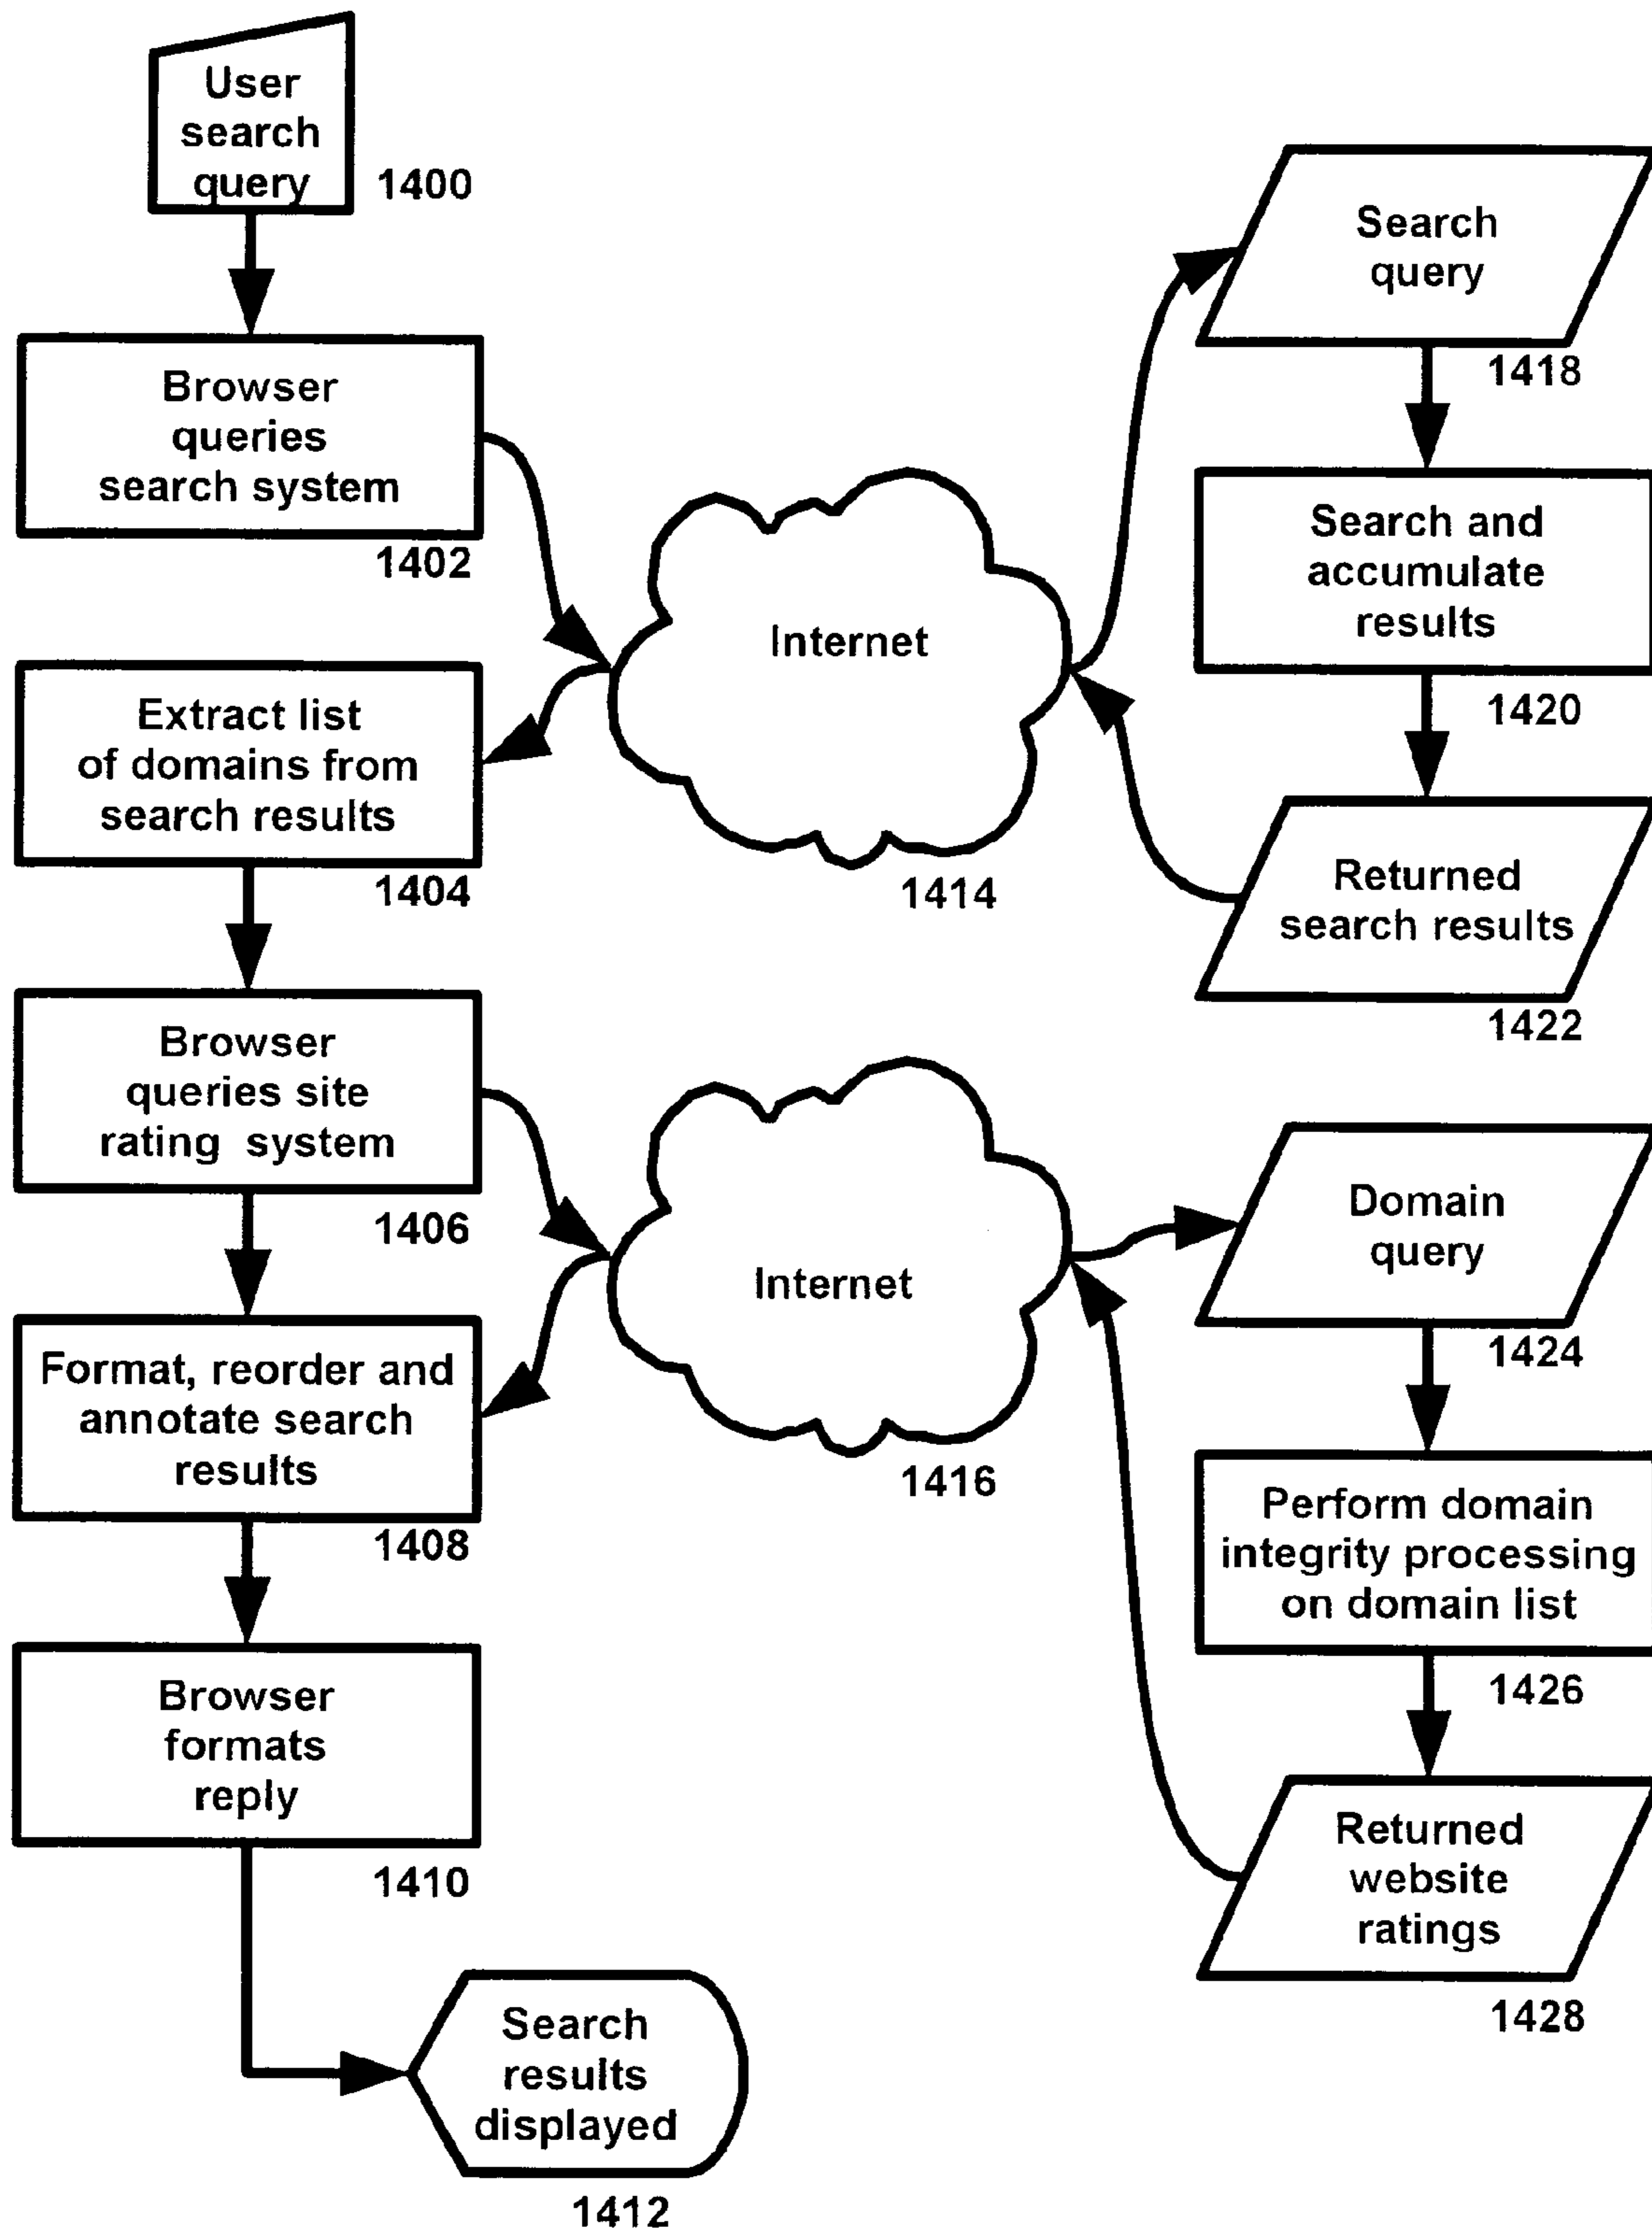 User
search
query
1400
Browser
queries
search system
1402
Extract list
of domains from
search results
1404
Browser
queries site
rating system
1406
Format, reorder and
annotate search
results
1408
Browser
formats
reply
1410
Search
results
displayed
1412
Internet
1414
Internet
1416
Search
query
1418
Search and
accumulate
results
1420
Returned
search results
1422
Domain
query
1424
Perform domain
integrity processing
on domain list
1426
Returned
website
ratings
1428